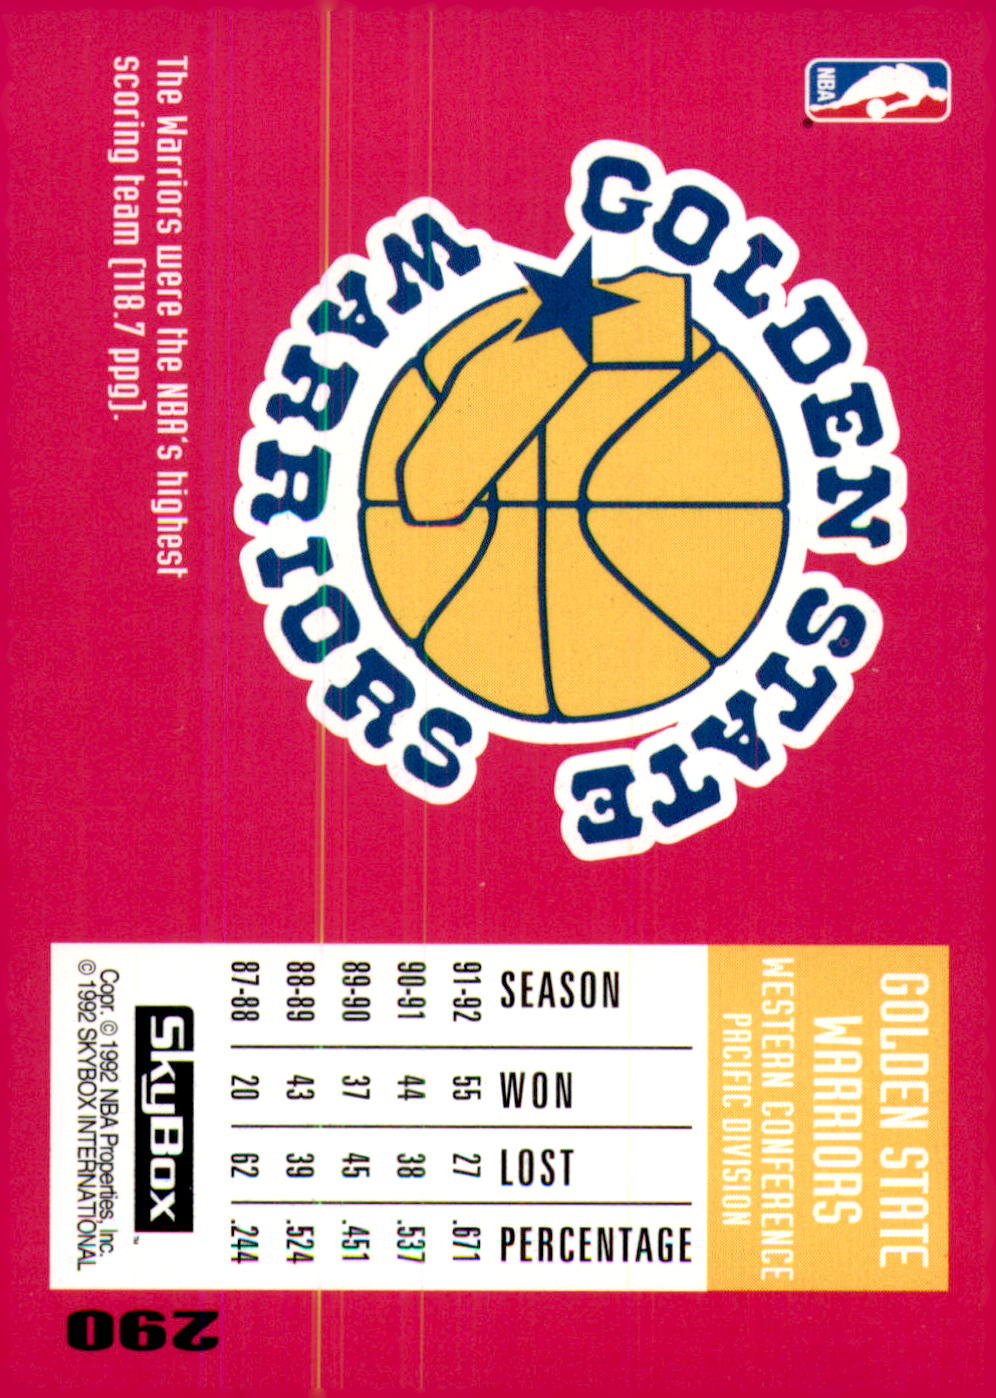 NBA
GOLDEN STATE
WARRIORS
The Warriors were the NBA's highest
scoring team (118.7 ppg).
GOLDEN STATE
WARRIORS
WESTERN CONFERENCE
PACIFIC DIVISION
SEASON WON LOST PERCENTAGE
91-92 55 27 .671
90-91 44 38 .537
89-90 37 45 .451
88-89 43 39 .524
87-88 20 62 .244
SkyBox™
Copr. © 1992 NBA Properties, Inc.
© 1992 SKYBOX INTERNATIONAL
290